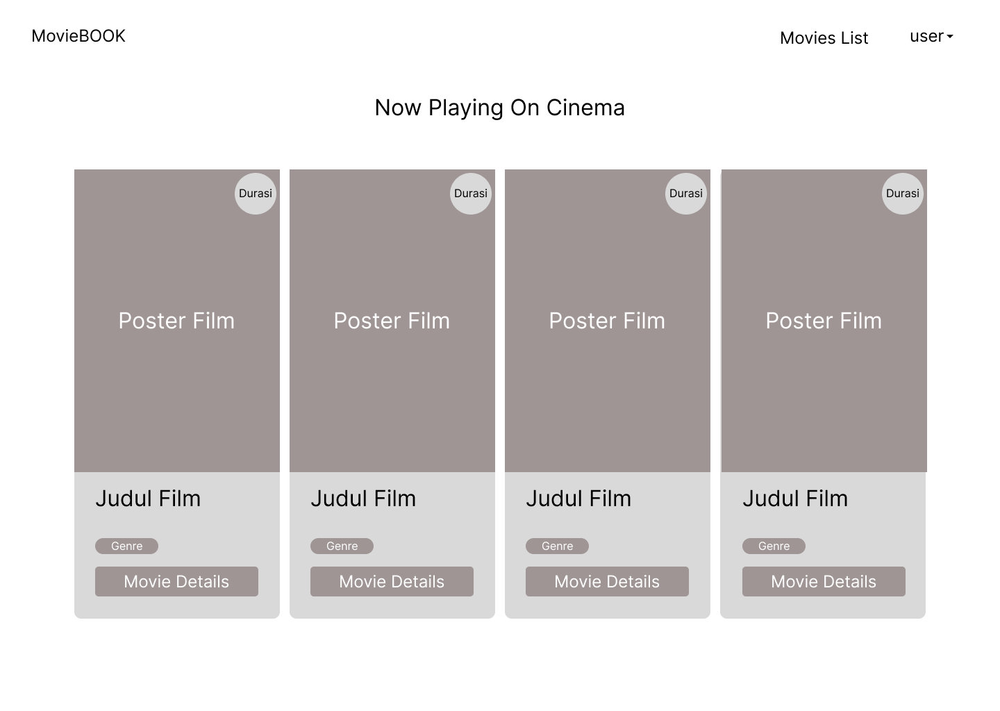 MovieBOOK
Movies List
user
Now Playing On Cinema
Durasi
Durasi
Durasi
Durasi
Poster Film
Poster Film
Poster Film
Poster Film
Judul Film
Judul Film
Judul Film
Judul Film
Genre
Genre
Genre
Genre
Movie Details
Movie Details
Movie Details
Movie Details